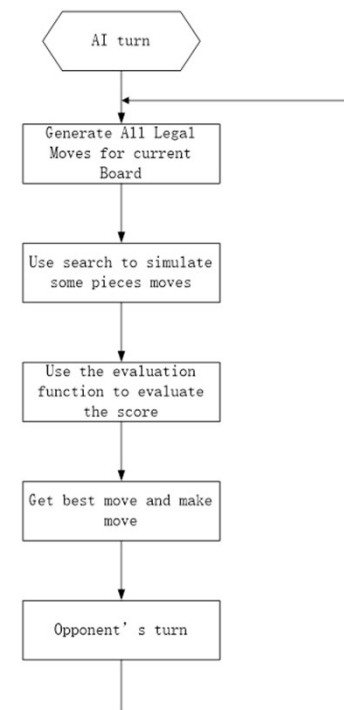 AI turn
Generate All Legal
Moves for current
Board
Use search to simulate
some pieces moves
Use the evaluation
function to evaluate
the score
Get best move and make
move
Opponent's turn